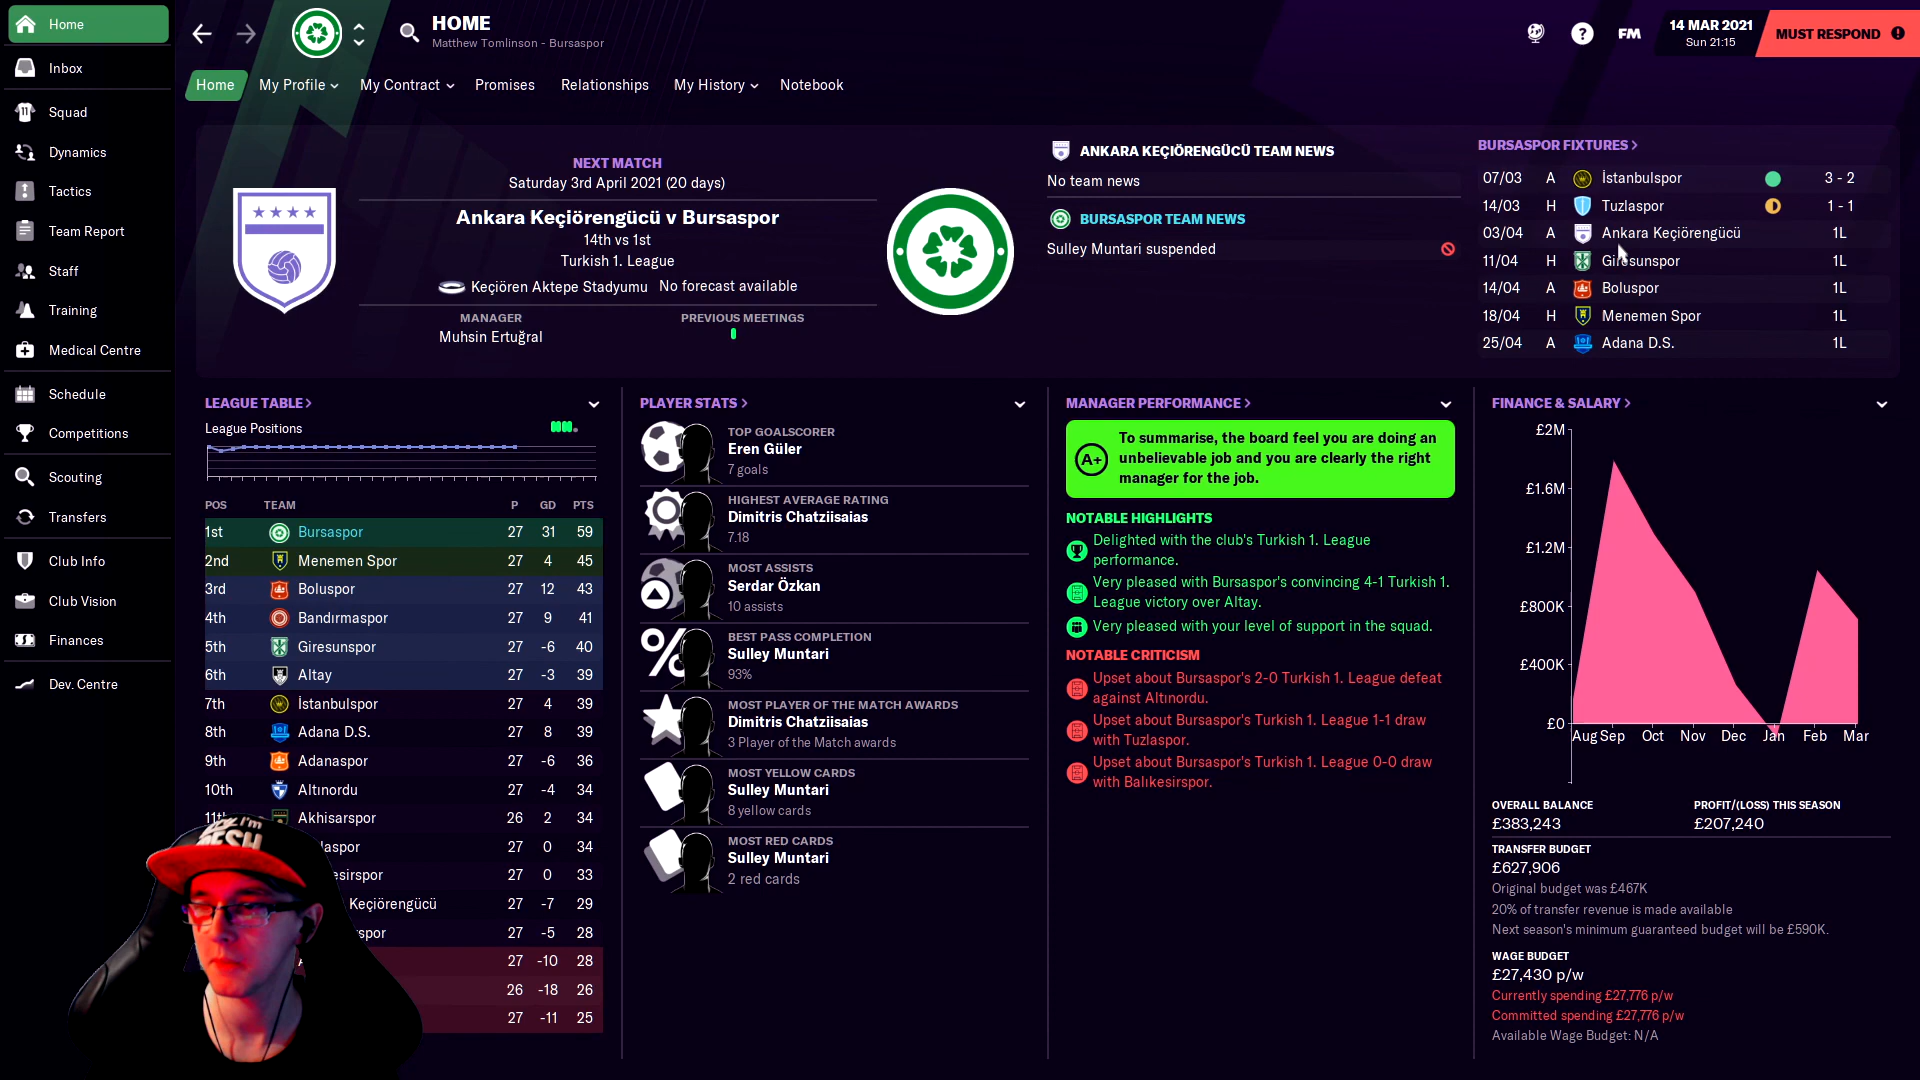 Home
Inbox
Squad
Dynamics
Tactics
Team Report
Staff
Training
Medical Centre
Schedule
Competitions
Scouting
Transfers
Club Info
Club Vision
Finances
Dev. Centre
HOME
Matthew Tomlinson - Bursaspor
?
FM
14 MAR 2021
Sun 21:15
MUST RESPOND
Home My Profile My Contract Promises Relationships My History Notebook
NEXT MATCH
Saturday 3rd April 2021 (20 days)
Ankara Keçiörengücü v Bursaspor
14th vs 1st
Turkish 1. League
Keçiören Aktepe Stadyumu No forecast available
MANAGER
Muhsin Ertuğral
PREVIOUS MEETINGS
ANKARA KEÇİÖRENGÜCÜ TEAM NEWS
No team news
BURSASPOR TEAM NEWS
Sulley Muntari suspended
BURSASPOR FIXTURES >
07/03 A İstanbulspor 3 - 2
14/03 H Tuzlaspor 1 - 1
03/04 A Ankara Keçiörengücü 1L
11/04 H Giresunspor 1L
14/04 A Boluspor 1L
18/04 H Menemen Spor 1L
25/04 A Adana D.S. 1L
LEAGUE TABLE >
League Positions
POS TEAM P GD PTS
1st Bursaspor 27 31 59
2nd Menemen Spor 27 4 45
3rd Boluspor 27 12 43
4th Bandırmaspor 27 9 41
5th Giresunspor 27 -6 40
6th Altay 27 -3 39
7th İstanbulspor 27 4 39
8th Adana D.S. 27 8 39
9th Adanaspor 27 -6 36
10th Altınordu 27 -4 34
11th Akhisarspor 26 2 34
laspor 27 0 34
esirspor 27 0 33
Keçiörengücü 27 -7 29
spor 27 -5 28
27 -10 28
26 -18 26
27 -11 25
PLAYER STATS >
TOP GOALSCORER
Eren Güler
7 goals
HIGHEST AVERAGE RATING
Dimitris Chatziisaias
7.18
MOST ASSISTS
Serdar Özkan
10 assists
BEST PASS COMPLETION
Sulley Muntari
93%
MOST PLAYER OF THE MATCH AWARDS
Dimitris Chatziisaias
3 Player of the Match awards
MOST YELLOW CARDS
Sulley Muntari
8 yellow cards
MOST RED CARDS
Sulley Muntari
2 red cards
MANAGER PERFORMANCE >
A+
To summarise, the board feel you are doing an
unbelievable job and you are clearly the right
manager for the job.
NOTABLE HIGHLIGHTS
Delighted with the club's Turkish 1. League
performance.
Very pleased with Bursaspor's convincing 4-1 Turkish 1.
League victory over Altay.
Very pleased with your level of support in the squad.
NOTABLE CRITICISM
Upset about Bursaspor's 2-0 Turkish 1. League defeat
against Altınordu.
Upset about Bursaspor's Turkish 1. League 1-1 draw
with Tuzlaspor.
Upset about Bursaspor's Turkish 1. League 0-0 draw
with Balıkesirspor.
FINANCE & SALARY >
£2M
£1.6M
£1.2M
£800K
£400K
£0
Aug Sep Oct Nov Dec Jan Feb Mar
OVERALL BALANCE
£383,243
PROFIT/(LOSS) THIS SEASON
£207,240
TRANSFER BUDGET
£627,906
Original budget was £467K
20% of transfer revenue is made available
Next season's minimum guaranteed budget will be £590K.
WAGE BUDGET
£27,430 p/w
Currently spending £27,776 p/w
Committed spending £27,776 p/w
Available Wage Budget: N/A